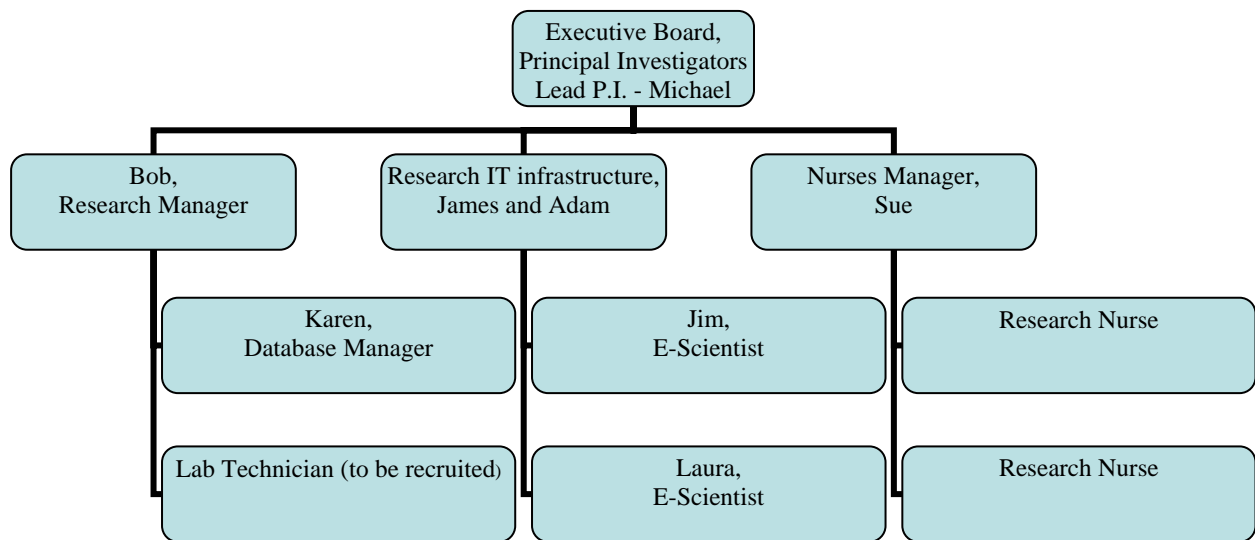 Executive Board,
Principal Investigators
Lead P.I. - Michael
Bob,
Research Manager
Research IT infrastructure,
James and Adam
Nurses Manager,
Sue
Karen,
Database Manager
Jim,
E-Scientist
Research Nurse
Lab Technician (to be recruited)
Laura,
E-Scientist
Research Nurse